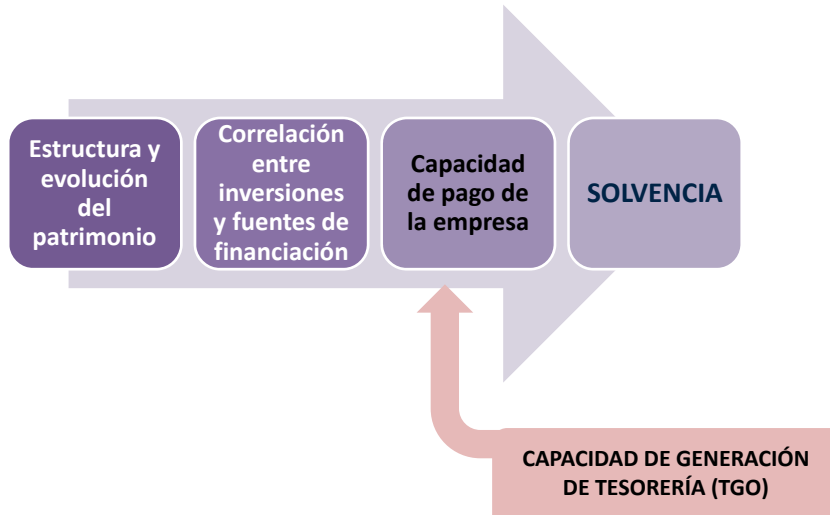 Estructura y
evolución
del
patrimonio
Correlación
entre
inversiones
y fuentes de
financiación
Capacidad
de pago de
la empresa
SOLVENCIA
CAPACIDAD DE GENERACIÓN
DE TESORERÍA (TGO)